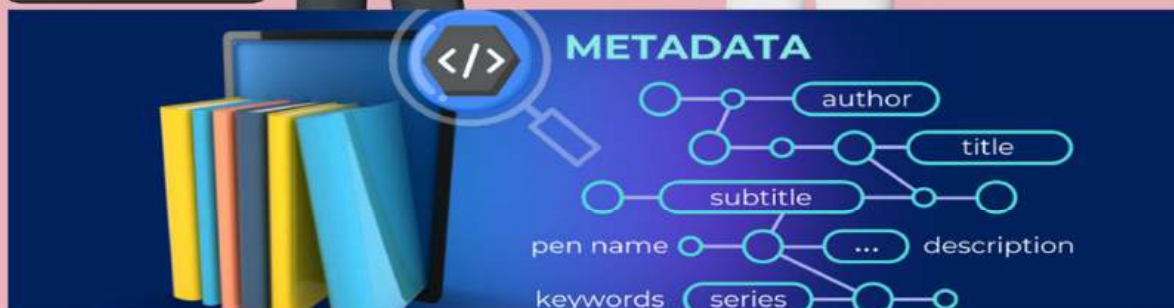 </>
METADATA
author
title
subtitle
pen name ... description
keywords series